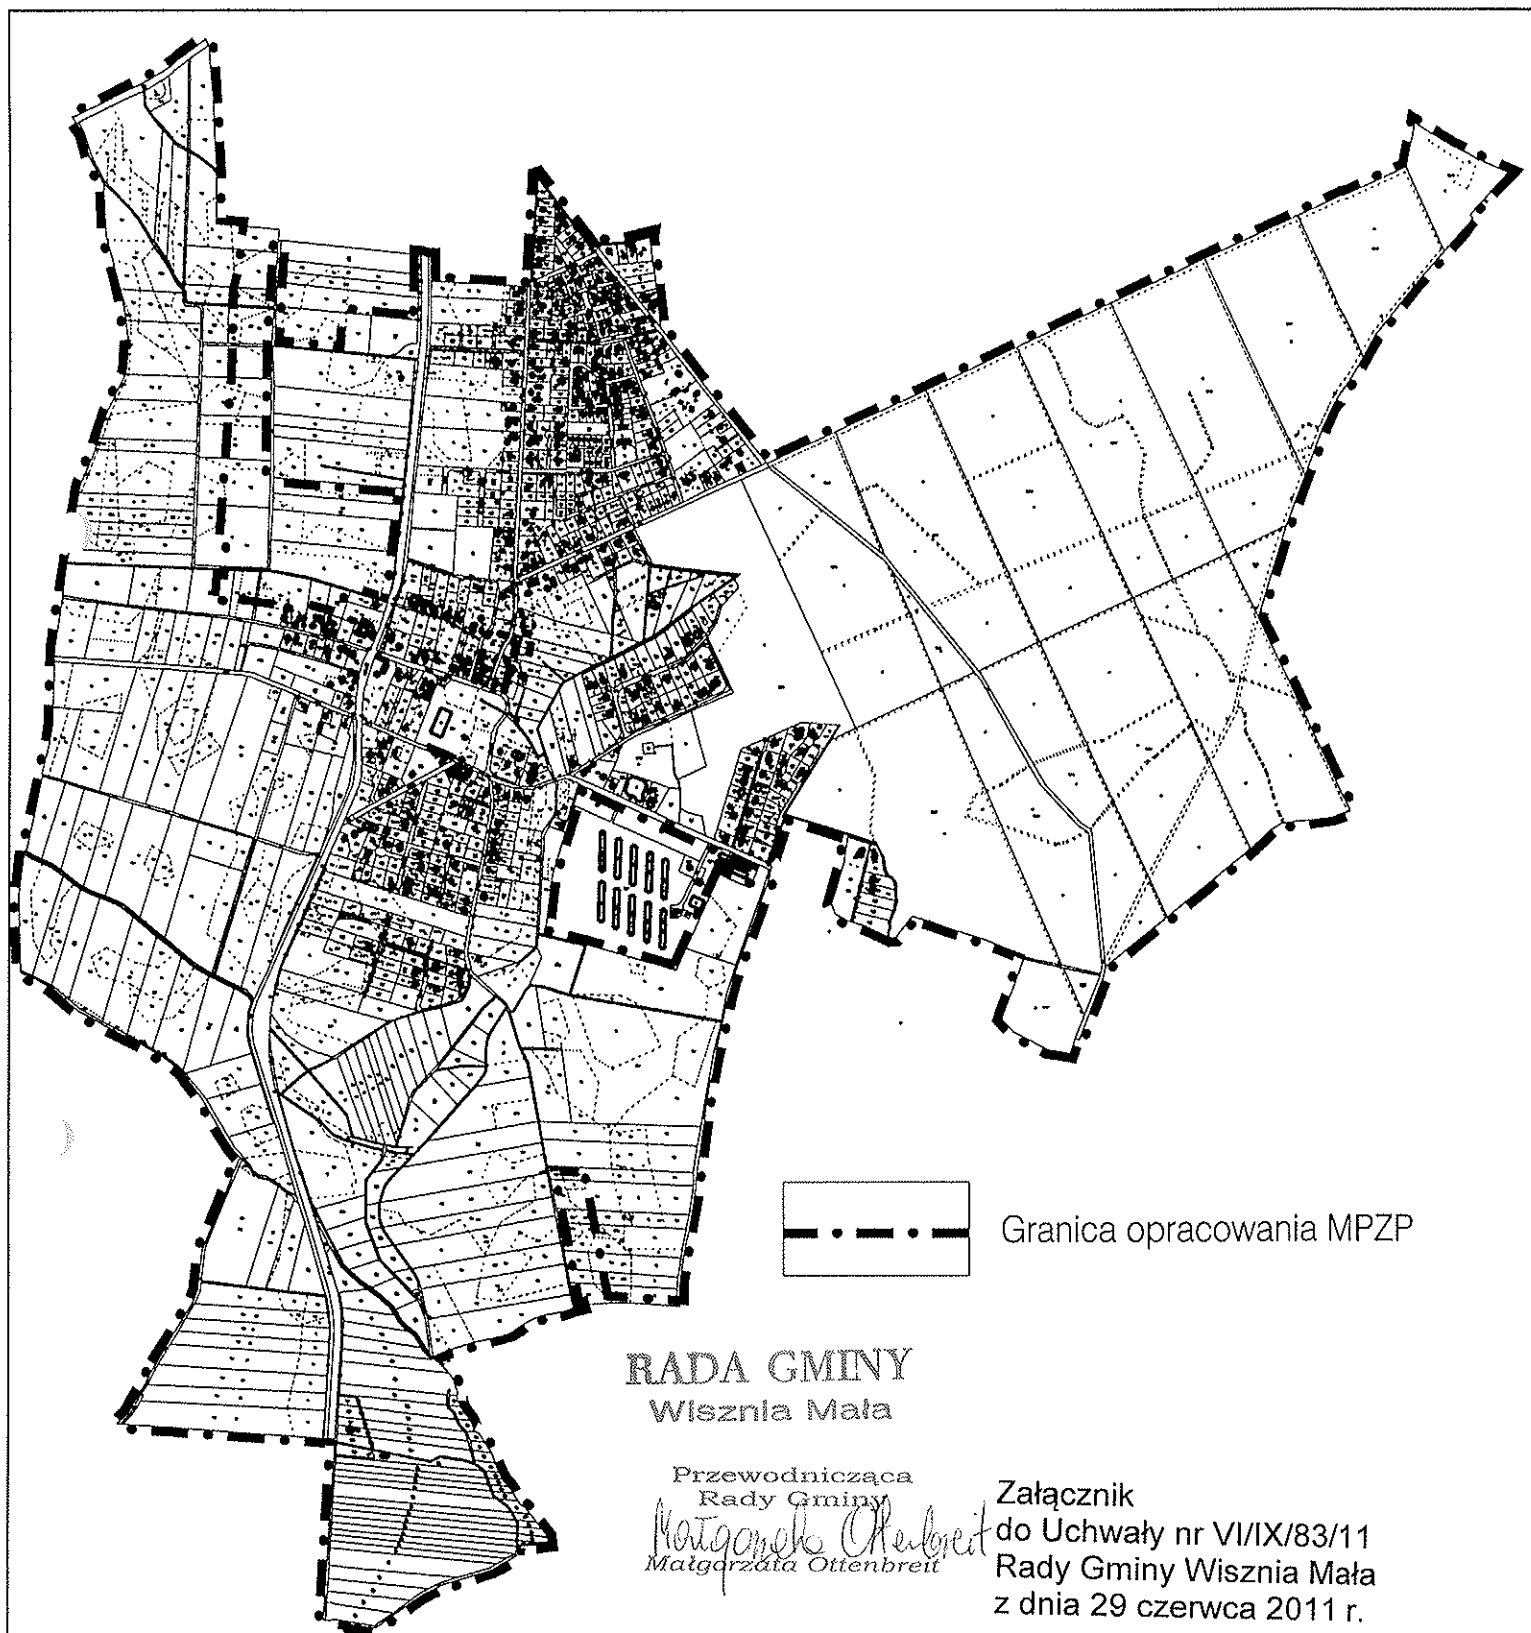 Granica opracowania MPZP
RADA GMINY
Wisznia Mała
Przewodnicząca
Rady Gminy
Małgorzata Ottenbreit
Małgorzata Ottenbreit
Załącznik
do Uchwały nr VI/IX/83/11
Rady Gminy Wisznia Mała
z dnia 29 czerwca 2011 r.